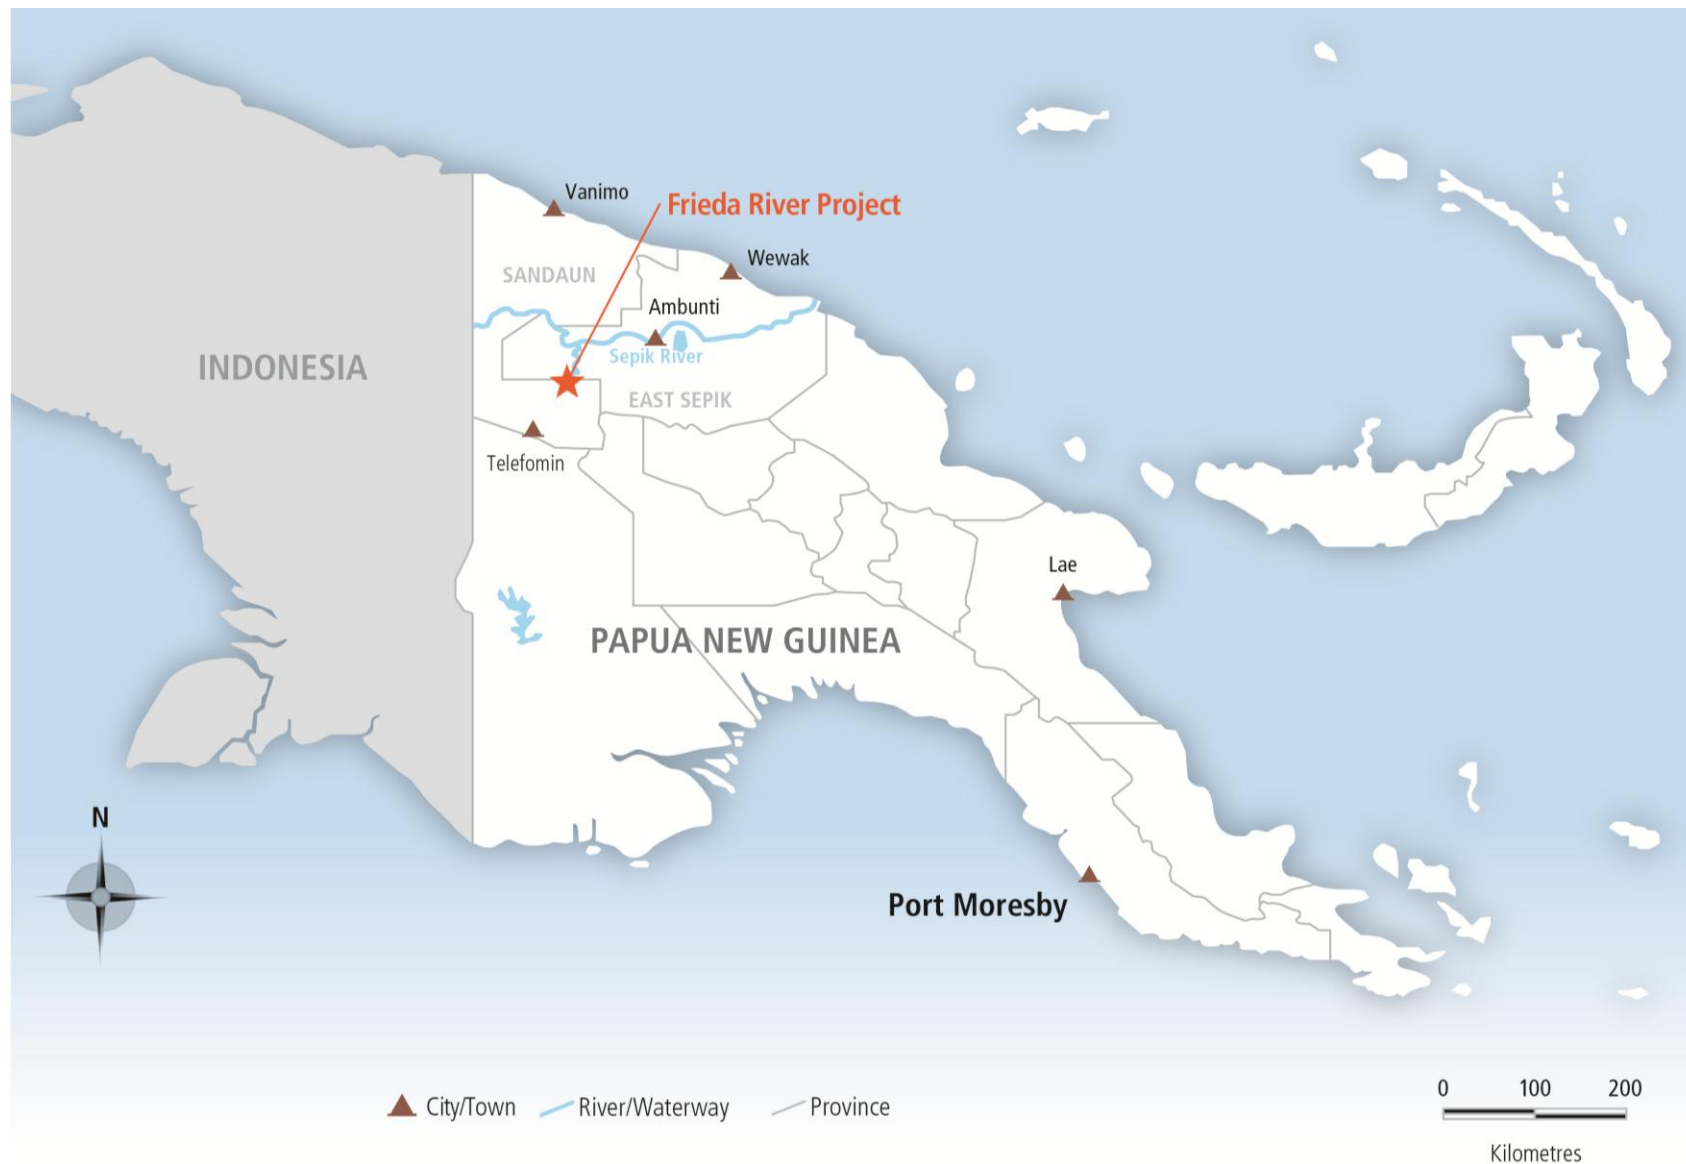 Vanimo
Frieda River Project
Wewak
SANDAUN
Ambunti
INDONESIA
Sepik River
EAST SEPIK
Telefomin
Lae
PAPUA NEW GUINEA
N
Port Moresby
0 100 200
City/Town River/Waterway Province
Kilometres